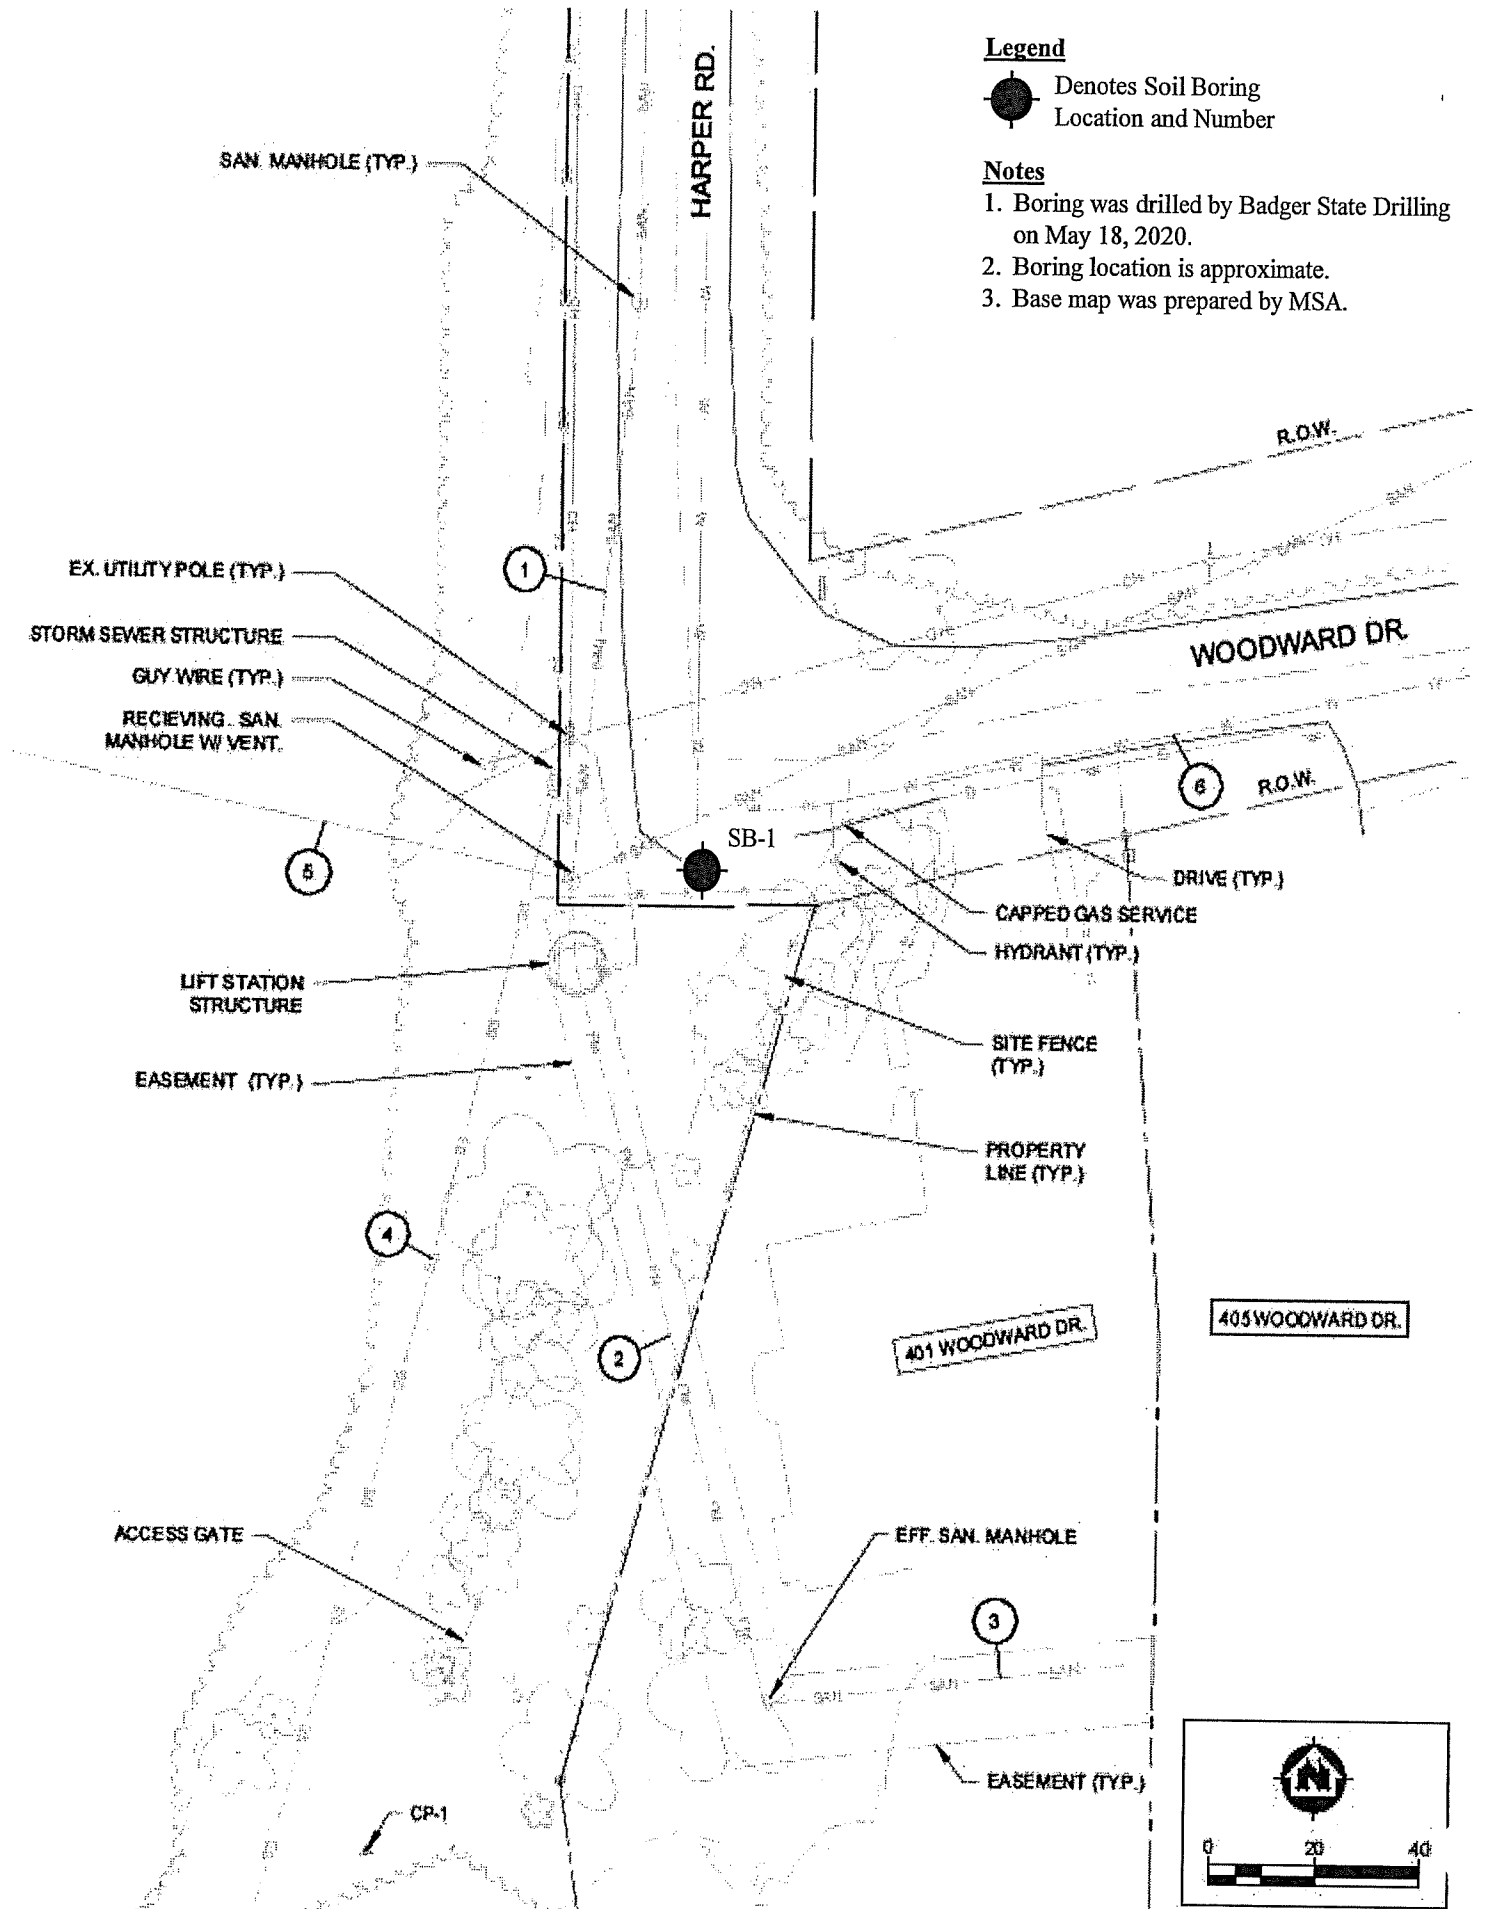 Legend
Denotes Soil Boring
Location and Number
Notes
1. Boring was drilled by Badger State Drilling
on May 18, 2020.
2. Boring location is approximate.
3. Base map was prepared by MSA.
HARPER RD.
SAN. MANHOLE (TYP.)
R.O.W.
EX. UTILITY POLE (TYP.)
1
STORM SEWER STRUCTURE
GUY WIRE (TYP.)
RECIEVING. SAN.
MANHOLE W/ VENT.
WOODWARD DR.
6
R.O.W.
5
SB-1
DRIVE (TYP.)
CAPPED GAS SERVICE
HYDRANT (TYP.)
LIFT STATION
STRUCTURE
SITE FENCE
(TYP.)
EASEMENT (TYP.)
PROPERTY
LINE (TYP.)
4
2
401 WOODWARD DR.
405 WOODWARD DR.
ACCESS GATE
EFF. SAN. MANHOLE
3
SAN
SAN
SAN
EASEMENT (TYP.)
CP-1
N
0 20 40